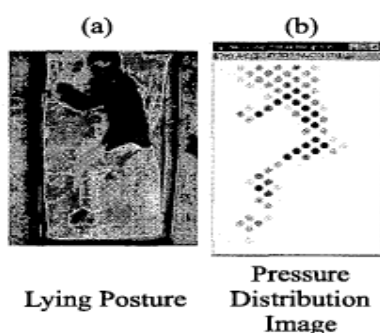 (a)
(b)
Lying Posture
Pressure
Distribution
Image